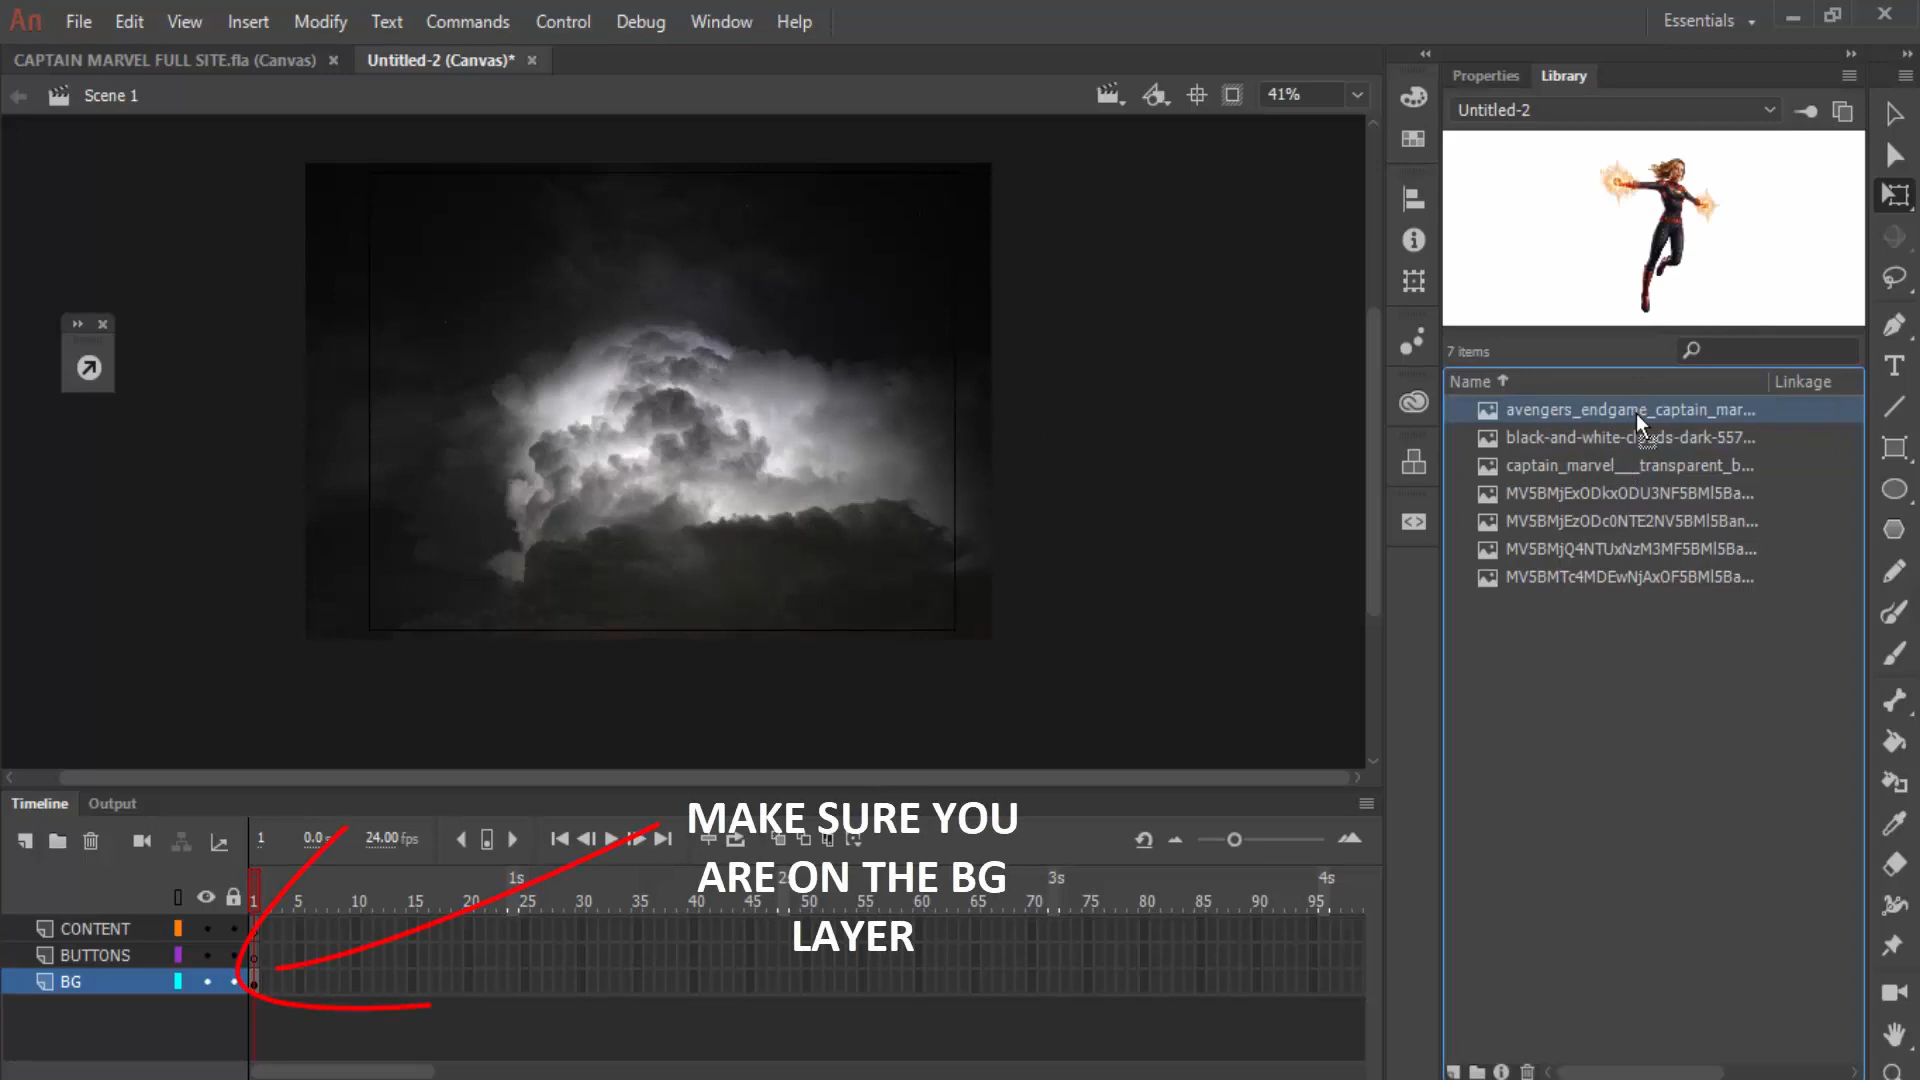 An File Edit View Insert Modify Text Commands Control Debug Window Help Essentials
CAPTAIN MARVEL FULL SITE.fla (Canvas) Untitled-2 (Canvas)*
Scene 1 41%
Properties Library
Untitled-2
7 items
Name Linkage
avengers_endgame_captain_mar...
black-and-white-clouds-dark-557...
captain_marvel___transparent_b...
MV5BMjExODkxODU3NF5BMl5Ba...
MV5BMjEzODc0NTE2NV5BMl5Ban...
MV5BMjQ4NTUxNzM3MF5BMl5Ba...
MV5BMTc4MDEwNjAxOF5BMl5Ba...
Timeline Output
1 0.0 24.00 fps
1s 2s 3s 4s
1 5 10 15 20 25 30 35 40 45 50 55 60 65 70 75 80 85 90 95
CONTENT
BUTTONS
BG
MAKE SURE YOU
ARE ON THE BG
LAYER